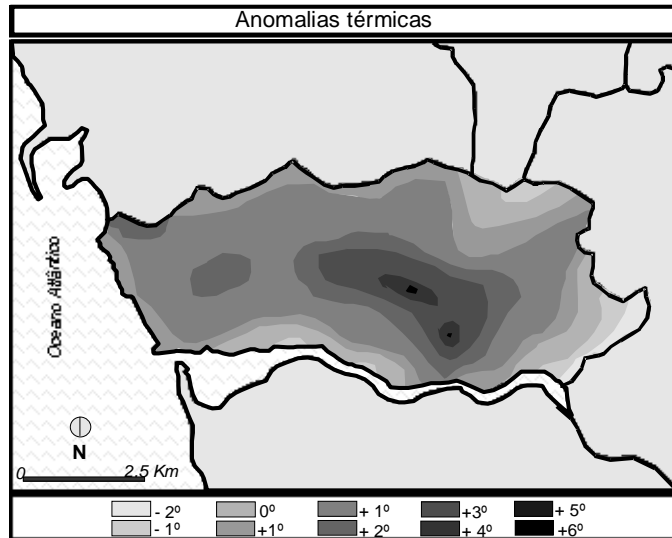 Anomalias térmicas
Oceano Atlântico
N
0 2.5 Km
- 2º 0º + 1º +3º + 5º
- 1º +1º + 2º + 4º +6º